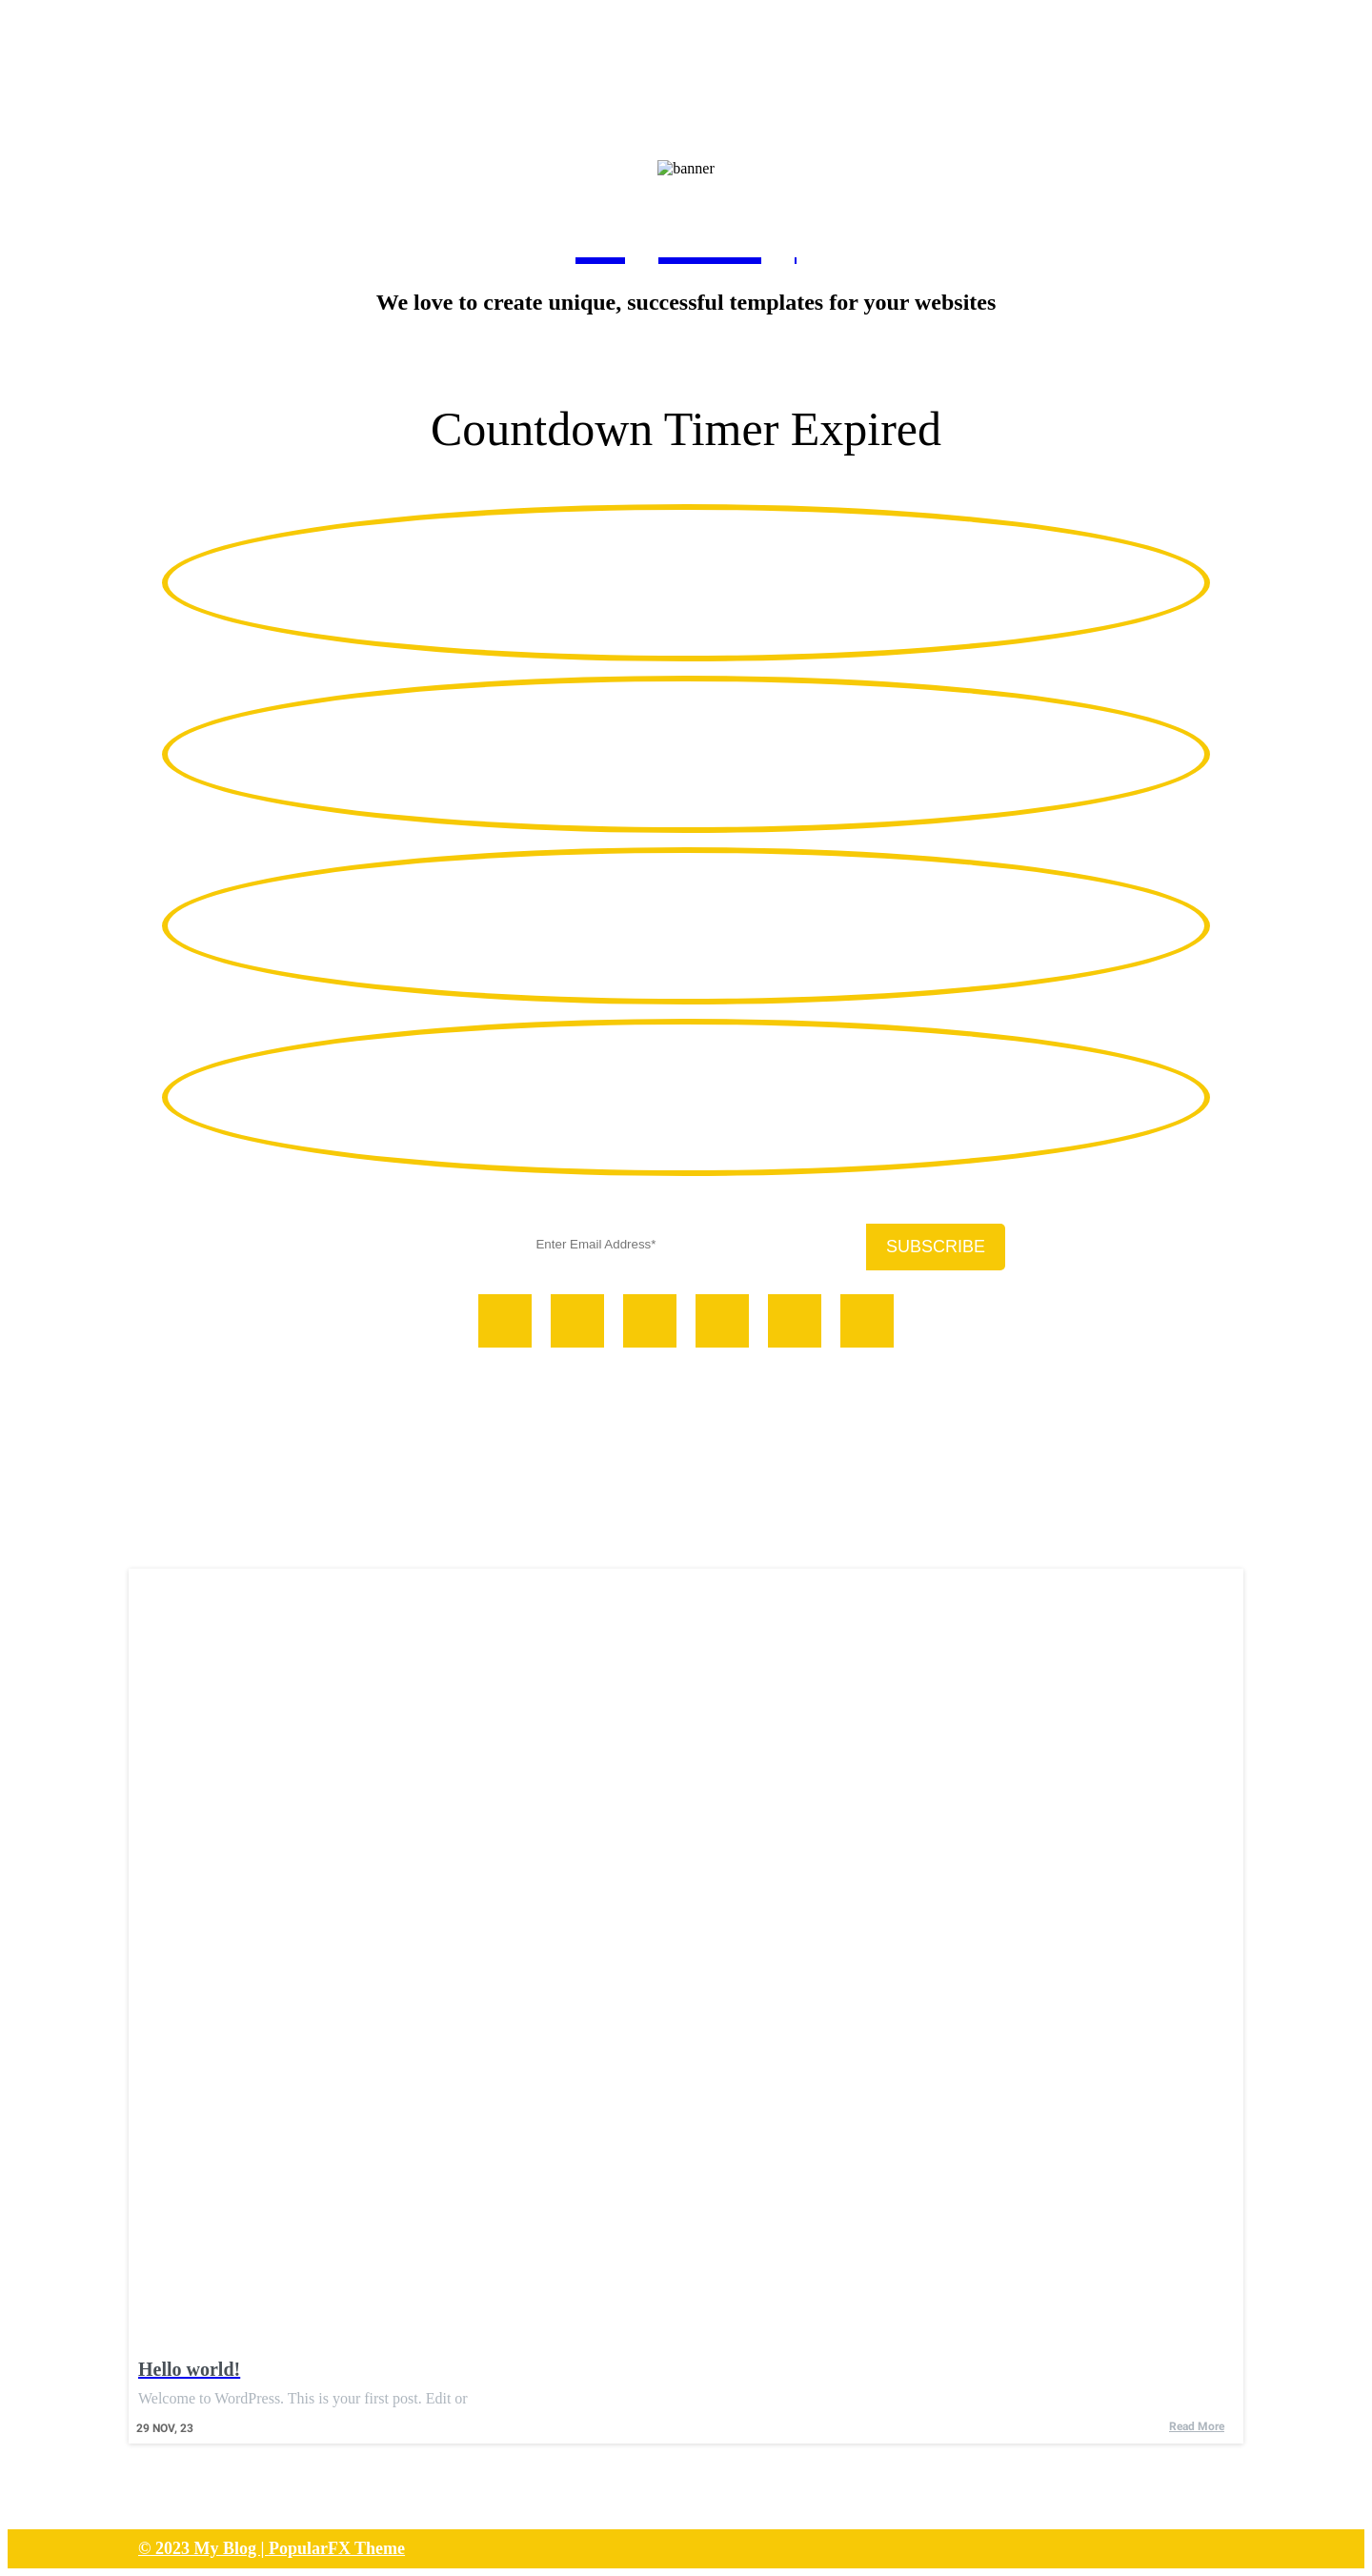 banner
We love to create unique, successful templates for your websites
Countdown Timer Expired
Enter Email Address*
SUBSCRIBE
Hello world!
Welcome to WordPress. This is your first post. Edit or
29 NOV, 23
Read More
© 2023 My Blog | PopularFX Theme